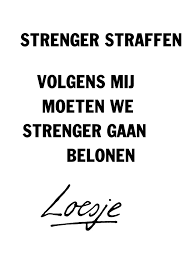 STRENGER STRAFFEN
VOLGENS MIJ
MOETEN WE
STRENGER GAAN
BELONEN
Loesje